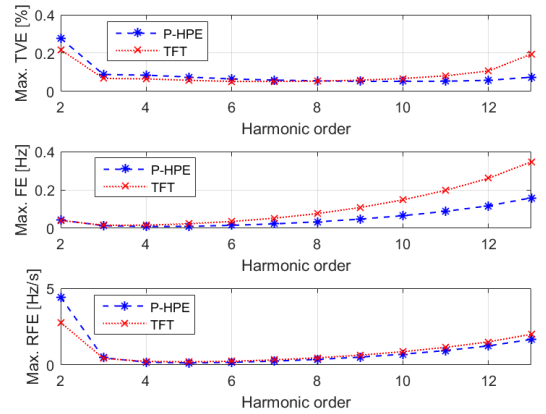 Max. TVE [%]
0.4
0.2
0
P-HPE
TFT
2 4 6 8 10 12
Harmonic order
Max. FE [Hz]
0.4
0.2
0
P-HPE
TFT
2 4 6 8 10 12
Harmonic order
Max. RFE [Hz/s]
5
0
P-HPE
TFT
2 4 6 8 10 12
Harmonic order